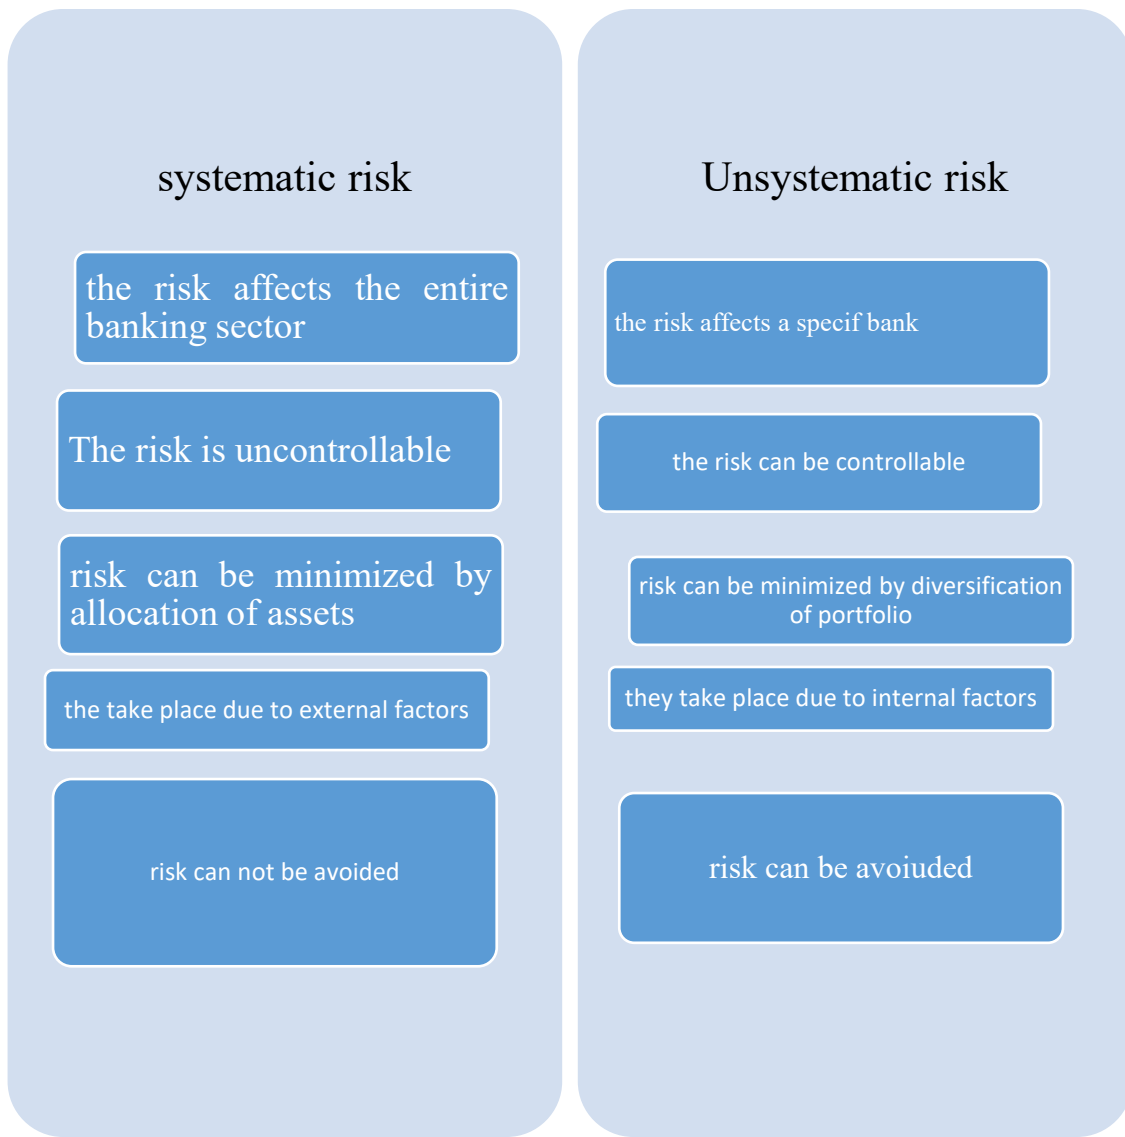 systematic risk
the risk affects the entire
banking sector
The risk is uncontrollable
risk can be minimized by
allocation of assets
the take place due to external factors
risk can not be avoided
Unsystematic risk
the risk affects a specif bank
the risk can be controllable
risk can be minimized by diversification
of portfolio
they take place due to internal factors
risk can be avoiuded